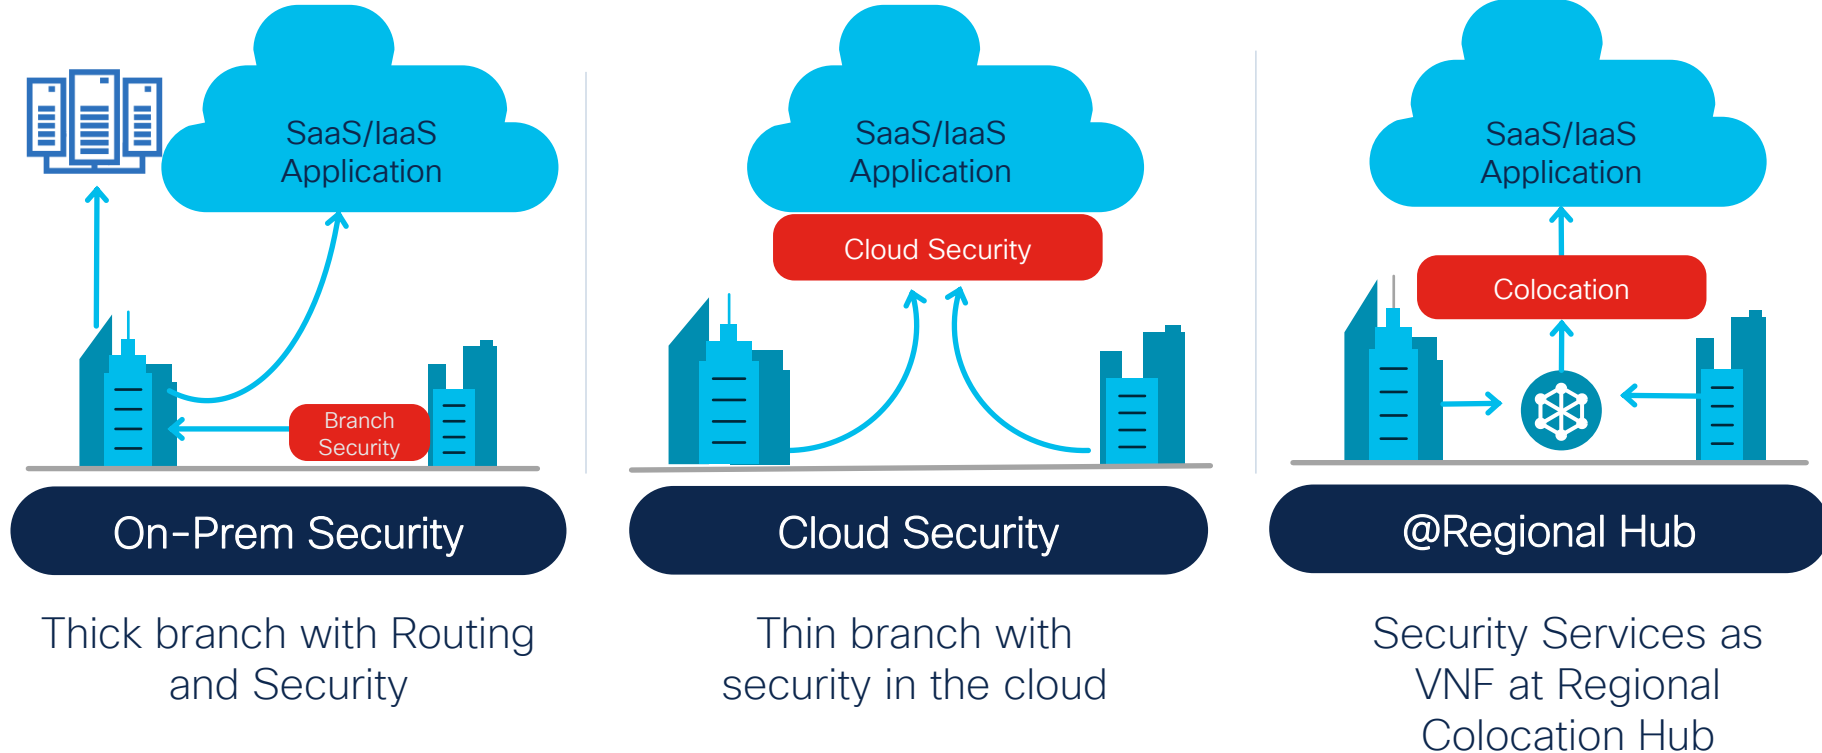 SaaS/IaaS
Application
Branch
Security
On-Prem Security
Thick branch with Routing
and Security
SaaS/IaaS
Application
Cloud Security
Cloud Security
Thin branch with
security in the cloud
SaaS/IaaS
Application
Colocation
@Regional Hub
Security Services as
VNF at Regional
Colocation Hub